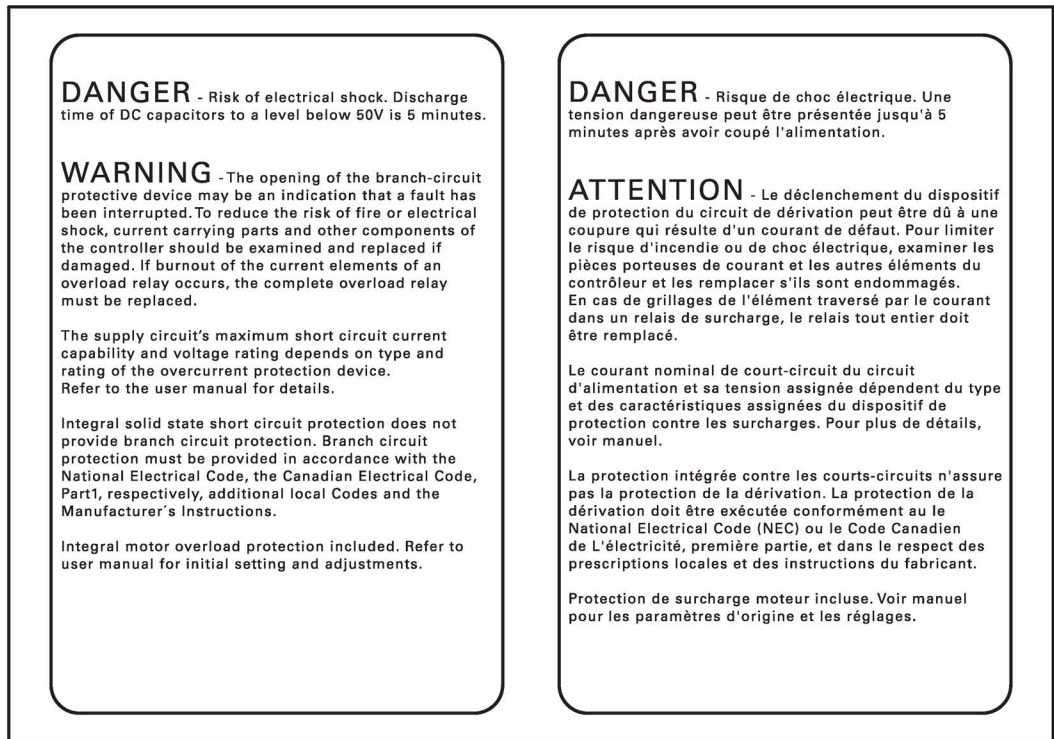 DANGER - Risk of electrical shock. Discharge
time of DC capacitors to a level below 50V is 5 minutes.
WARNING - The opening of the branch-circuit
protective device may be an indication that a fault has
been interrupted. To reduce the risk of fire or electrical
shock, current carrying parts and other components of
the controller should be examined and replaced if
damaged. If burnout of the current elements of an
overload relay occurs, the complete overload relay
must be replaced.
The supply circuit's maximum short circuit current
capability and voltage rating depends on type and
rating of the overcurrent protection device.
Refer to the user manual for details.
Integral solid state short circuit protection does not
provide branch circuit protection. Branch circuit
protection must be provided in accordance with the
National Electrical Code, the Canadian Electrical Code,
Part1, respectively, additional local Codes and the
Manufacturer´s Instructions.
Integral motor overload protection included. Refer to
user manual for initial setting and adjustments.
DANGER - Risque de choc électrique. Une
tension dangereuse peut être présentée jusqu'à 5
minutes après avoir coupé l'alimentation.
ATTENTION - Le déclenchement du dispositif
de protection du circuit de dérivation peut être dû à une
coupure qui résulte d'un courant de défaut. Pour limiter
le risque d'incendie ou de choc électrique, examiner les
pièces porteuses de courant et les autres éléments du
contrôleur et les remplacer s'ils sont endommagés.
En cas de grillages de l'élément traversé par le courant
dans un relais de surcharge, le relais tout entier doit
être remplacé.
Le courant nominal de court-circuit du circuit
d'alimentation et sa tension assignée dépendent du type
et des caractéristiques assignées du dispositif de
protection contre les surcharges. Pour plus de détails,
voir manuel.
La protection intégrée contre les courts-circuits n'assure
pas la protection de la dérivation. La protection de la
dérivation doit être exécutée conformément au le
National Electrical Code (NEC) ou le Code Canadien
de L'électricité, première partie, et dans le respect des
prescriptions locales et des instructions du fabricant.
Protection de surcharge moteur incluse. Voir manuel
pour les paramètres d'origine et les réglages.